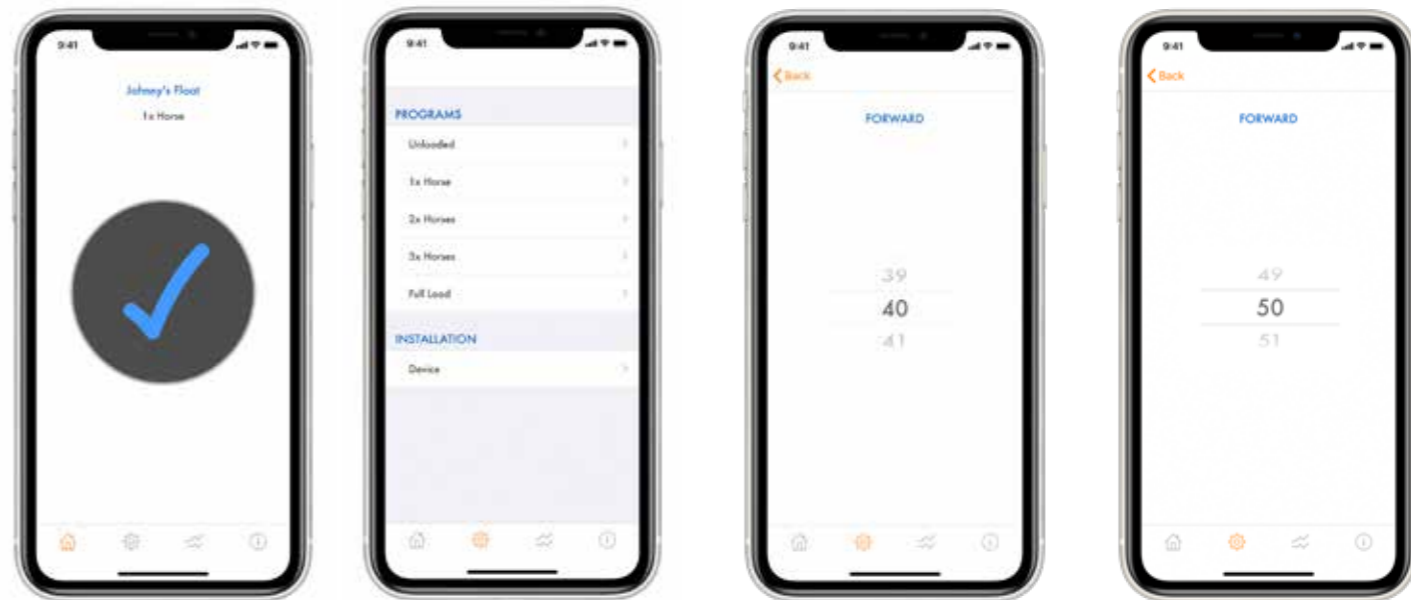 9:41
Johnny's Float
1x Horse
9:41
PROGRAMS
Unloaded
1x Horse
2x Horses
3x Horses
Full Load
INSTALLATION
Device
9:41
Back
FORWARD
39
40
41
9:41
Back
FORWARD
49
50
51